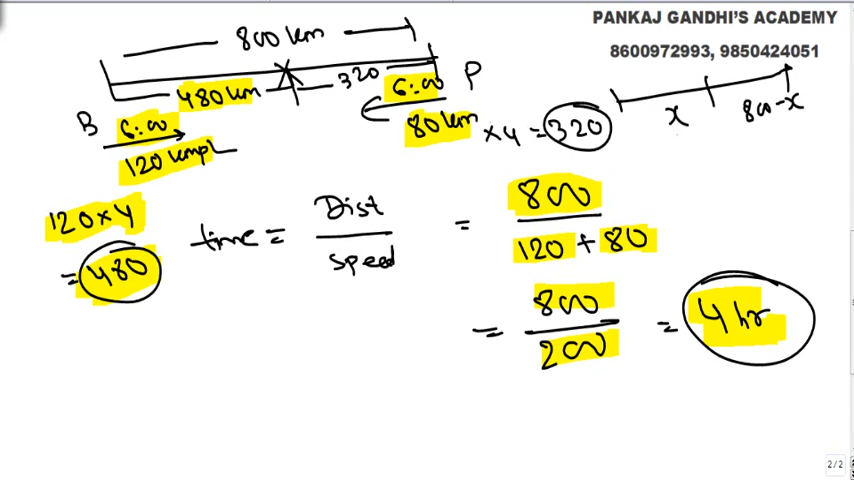 PANKAJ GANDHI'S ACADEMY
8600972993, 9850424051
800 km
480 km
320
B
6:00
120 kmph
6:00
P
80 km × 4 = 320
x
800-x
120×4
= 480
time = Dist / Speed = 800 / 120 + 80
= 800 / 200 = 4 hr
2/2